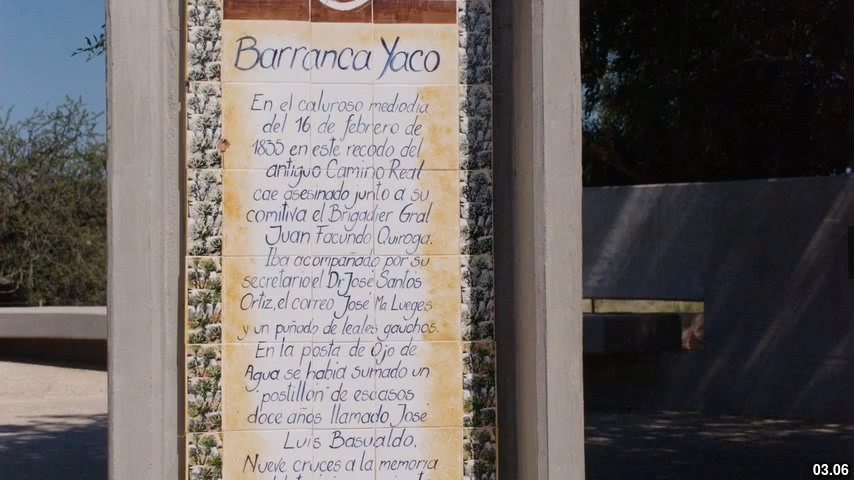 Barranca Yaco
En el caluroso mediodía
del 16 de febrero de
1835 en este recodo del
antiguo Camino Real
cae asesinado junto a su
comitiva el Brigadier Gral
Juan Facundo Quiroga.
Iba acompañado por su
secretario el Dr José Santos
Ortiz, el correo José Ma Lueges
y un puñado de leales gauchos.
En la posta de Ojo de
Agua se había sumado un
"postillón" de escasos
doce años llamado José
Luis Basualdo.
Nueve cruces a la memoria
03.06